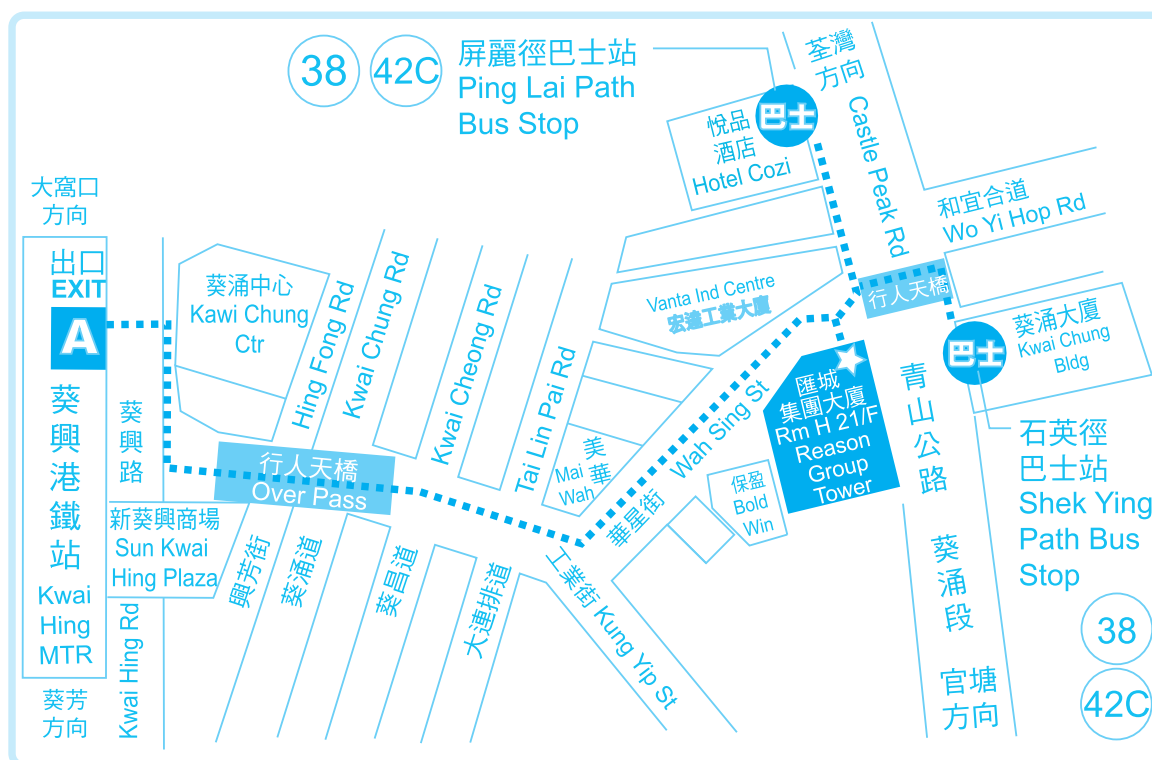 38
42C
屏麗徑巴士站
Ping Lai Path
Bus Stop
荃灣
方向
Castle Peak Rd
巴士
悅品
酒店
Hotel Cozi
和宜合道
Wo Yi Hop Rd
大窩口
方向
出口
EXIT
A
葵興港鐵站
Kwai
Hing
MTR
葵芳
方向
葵興路
Kwai Hing Rd
葵涌中心
Kawi Chung
Ctr
Hing Fong Rd
Kwai Chung Rd
Kwai Cheong Rd
Tai Lin Pai Rd
行人天橋
Over Pass
新葵興商場
Sun Kwai
Hing Plaza
興芳街
葵涌道
葵昌道
大連排道
工業街 Kung Yip St
美華
Mai
Wah
華星街 Wah Sing St
Vanta Ind Centre
宏達工業大廈
保盈
Bold
Win
行人天橋
匯城
集團大廈
Rm H 21/F
Reason
Group
Tower
青山公路
葵涌段
官塘
方向
葵涌大廈
Kwai Chung
Bldg
巴士
石英徑
巴士站
Shek Ying
Path Bus
Stop
38
42C